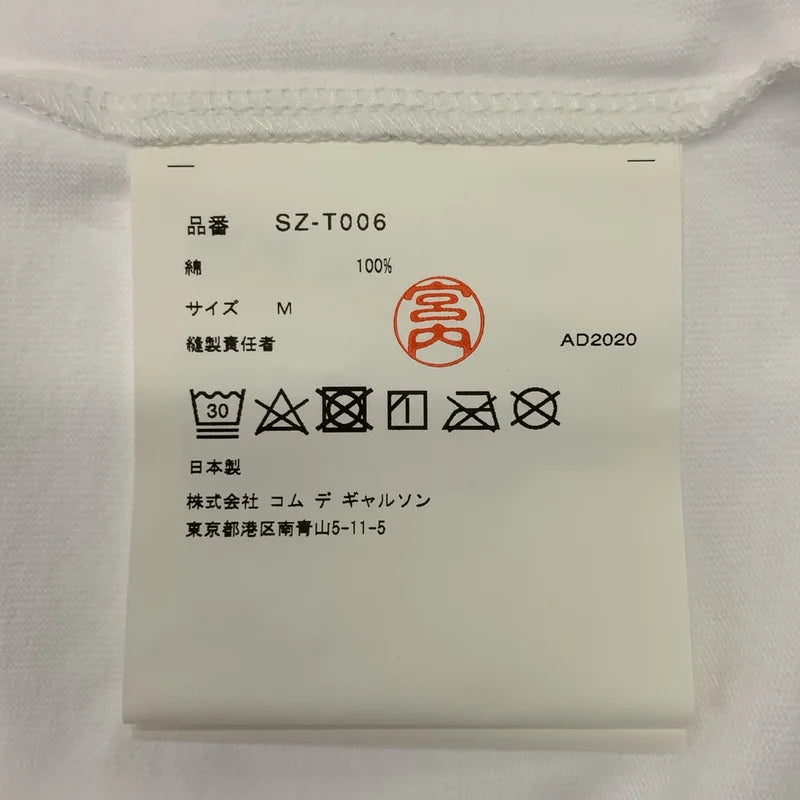 品番 SZ-T006
綿 100%
サイズ M
縫製責任者 宮内 AD2020
30
日本製
株式会社 コム デ ギャルソン
東京都港区南青山5-11-5